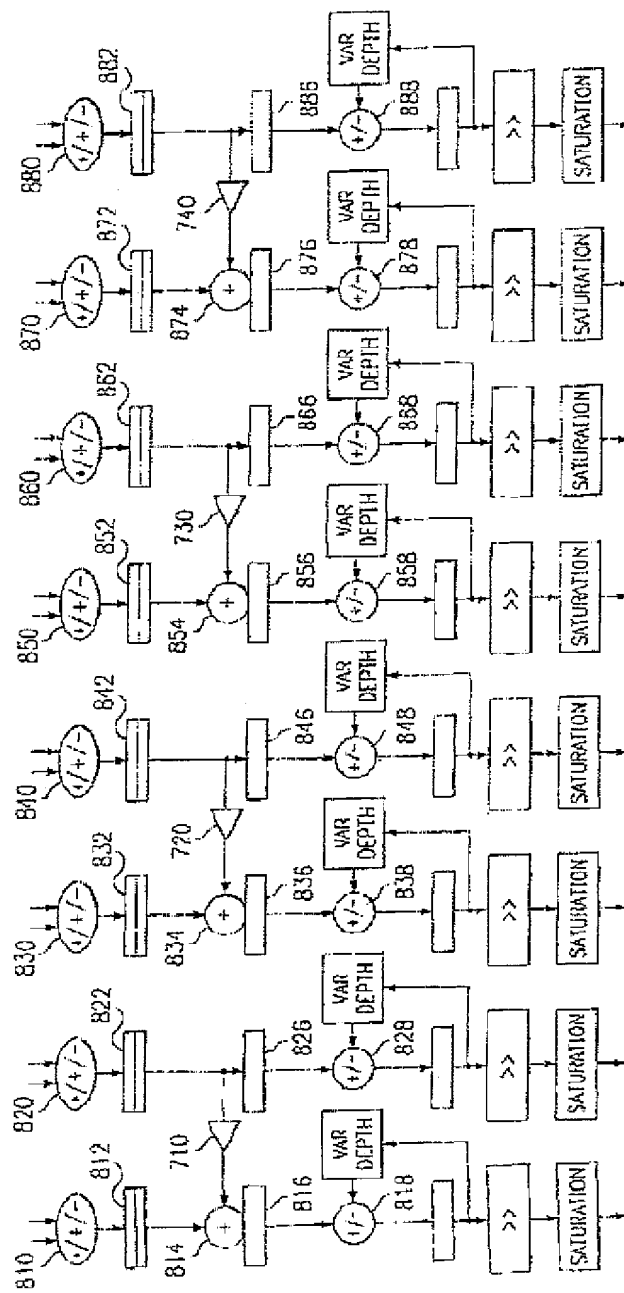 810 812 820 822 830 832 840 842 850 852 860 862 870 872 880 882
*/+/- */+/- */+/- */+/- */+/- */+/- */+/- */+/-
710 720 730 740
+ + + +
814 834 854 874
816 826 836 846 856 866 876 886
VAR VAR VAR VAR VAR VAR VAR VAR
DEPTH DEPTH DEPTH DEPTH DEPTH DEPTH DEPTH DEPTH
+/- +/- +/- +/- +/- +/- +/- +/-
818 828 838 848 858 868 878 888
>> >> >> >> >> >> >> >>
SATURATION SATURATION SATURATION SATURATION SATURATION SATURATION SATURATION SATURATION